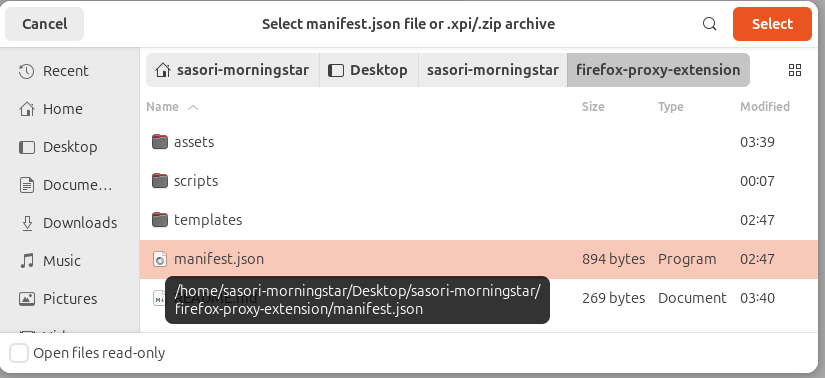 Cancel
Select manifest.json file or .xpi/.zip archive
Select
Recent
Home
Desktop
Docume...
Downloads
Music
Pictures
sasori-morningstar Desktop sasori-morningstar firefox-proxy-extension
Name Size Type Modified
assets 03:39
scripts 00:07
templates 02:47
manifest.json 894 bytes Program 02:47
269 bytes Document 03:40
/home/sasori-morningstar/Desktop/sasori-morningstar/
firefox-proxy-extension/manifest.json
Open files read-only